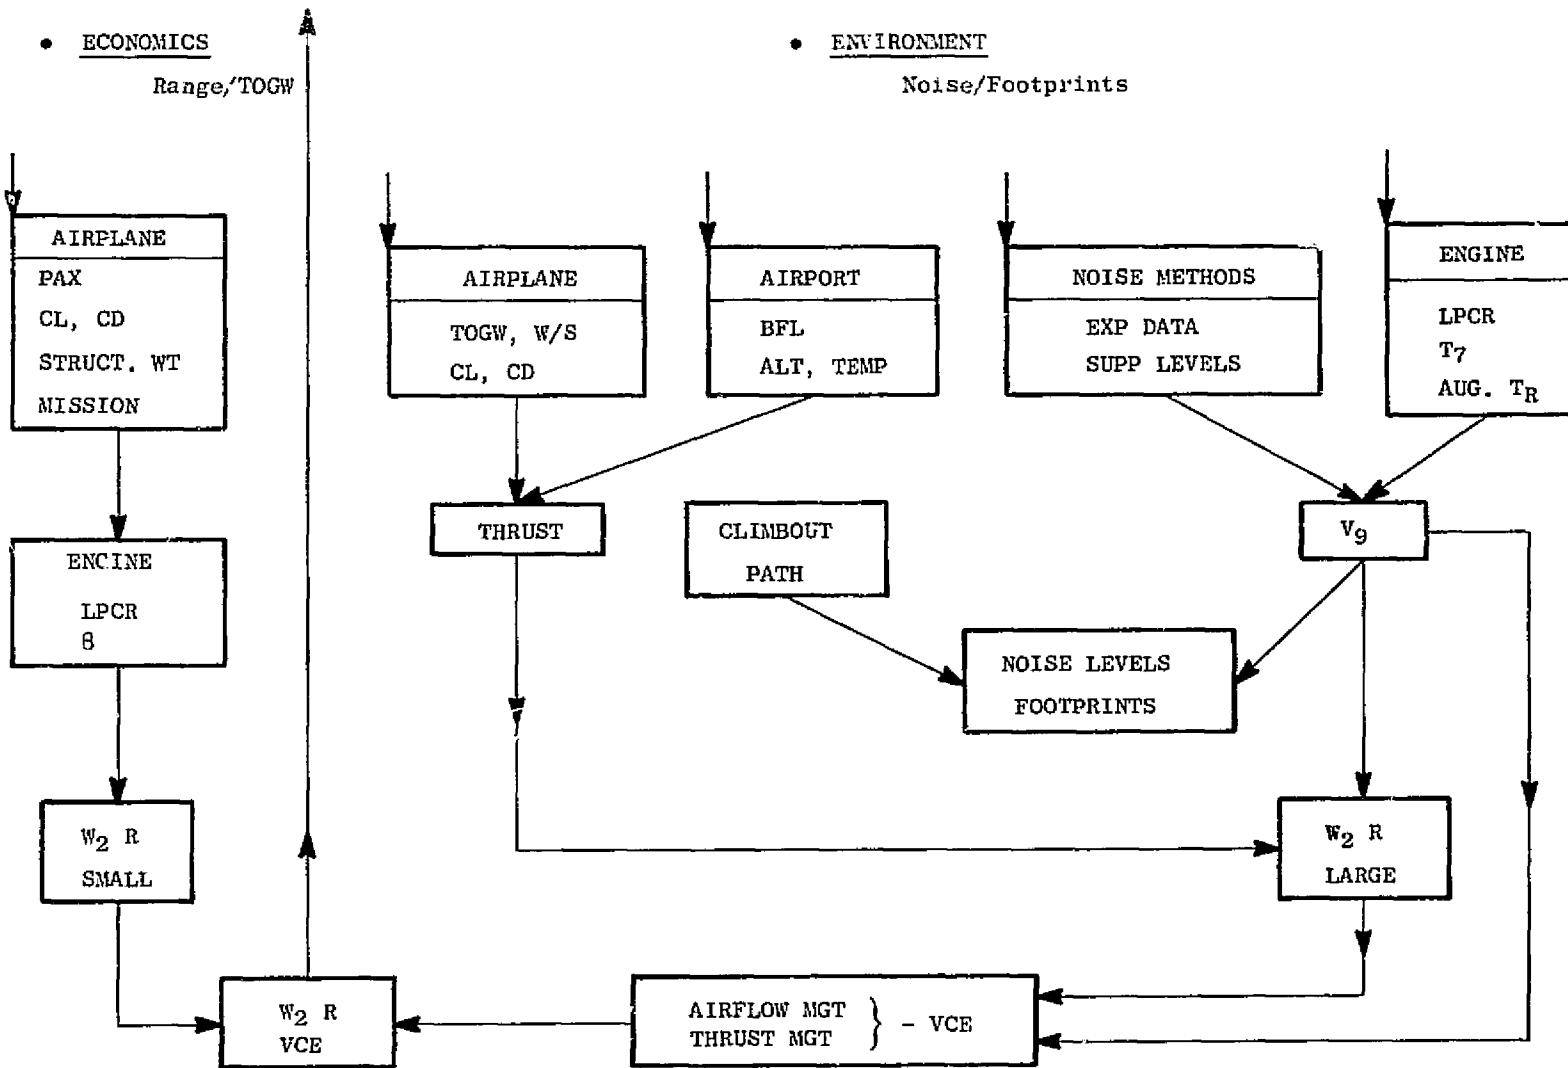 • ECONOMICS
Range/TOGW
• ENVIRONMENT
Noise/Footprints
AIRPLANE
PAX
CL, CD
STRUCT. WT
MISSION
AIRPLANE
TOGW, W/S
CL, CD
AIRPORT
BFL
ALT, TEMP
NOISE METHODS
EXP DATA
SUPP LEVELS
ENGINE
LPCR
T7
AUG. TR
THRUST
CLIMBOUT
PATH
V9
ENGINE
LPCR
β
NOISE LEVELS
FOOTPRINTS
W2 R
SMALL
W2 R
LARGE
W2 R
VCE
AIRFLOW MGT
THRUST MGT } - VCE